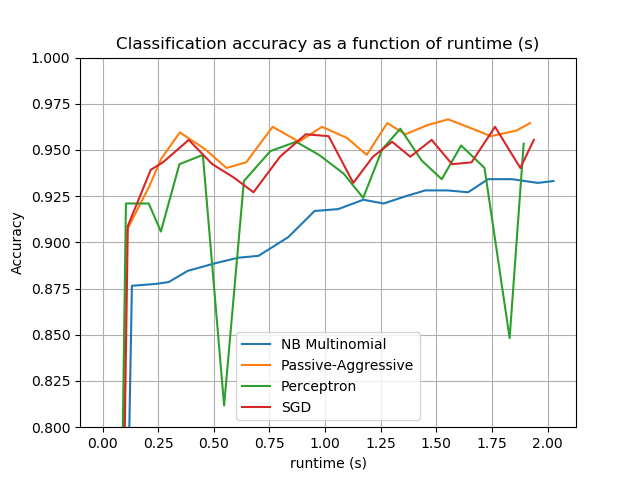 Classification accuracy as a function of runtime (s)
1.000
0.975
0.950
0.925
0.900
0.875
0.850
0.825
0.800
Accuracy
NB Multinomial
Passive-Aggressive
Perceptron
SGD
0.00 0.25 0.50 0.75 1.00 1.25 1.50 1.75 2.00
runtime (s)